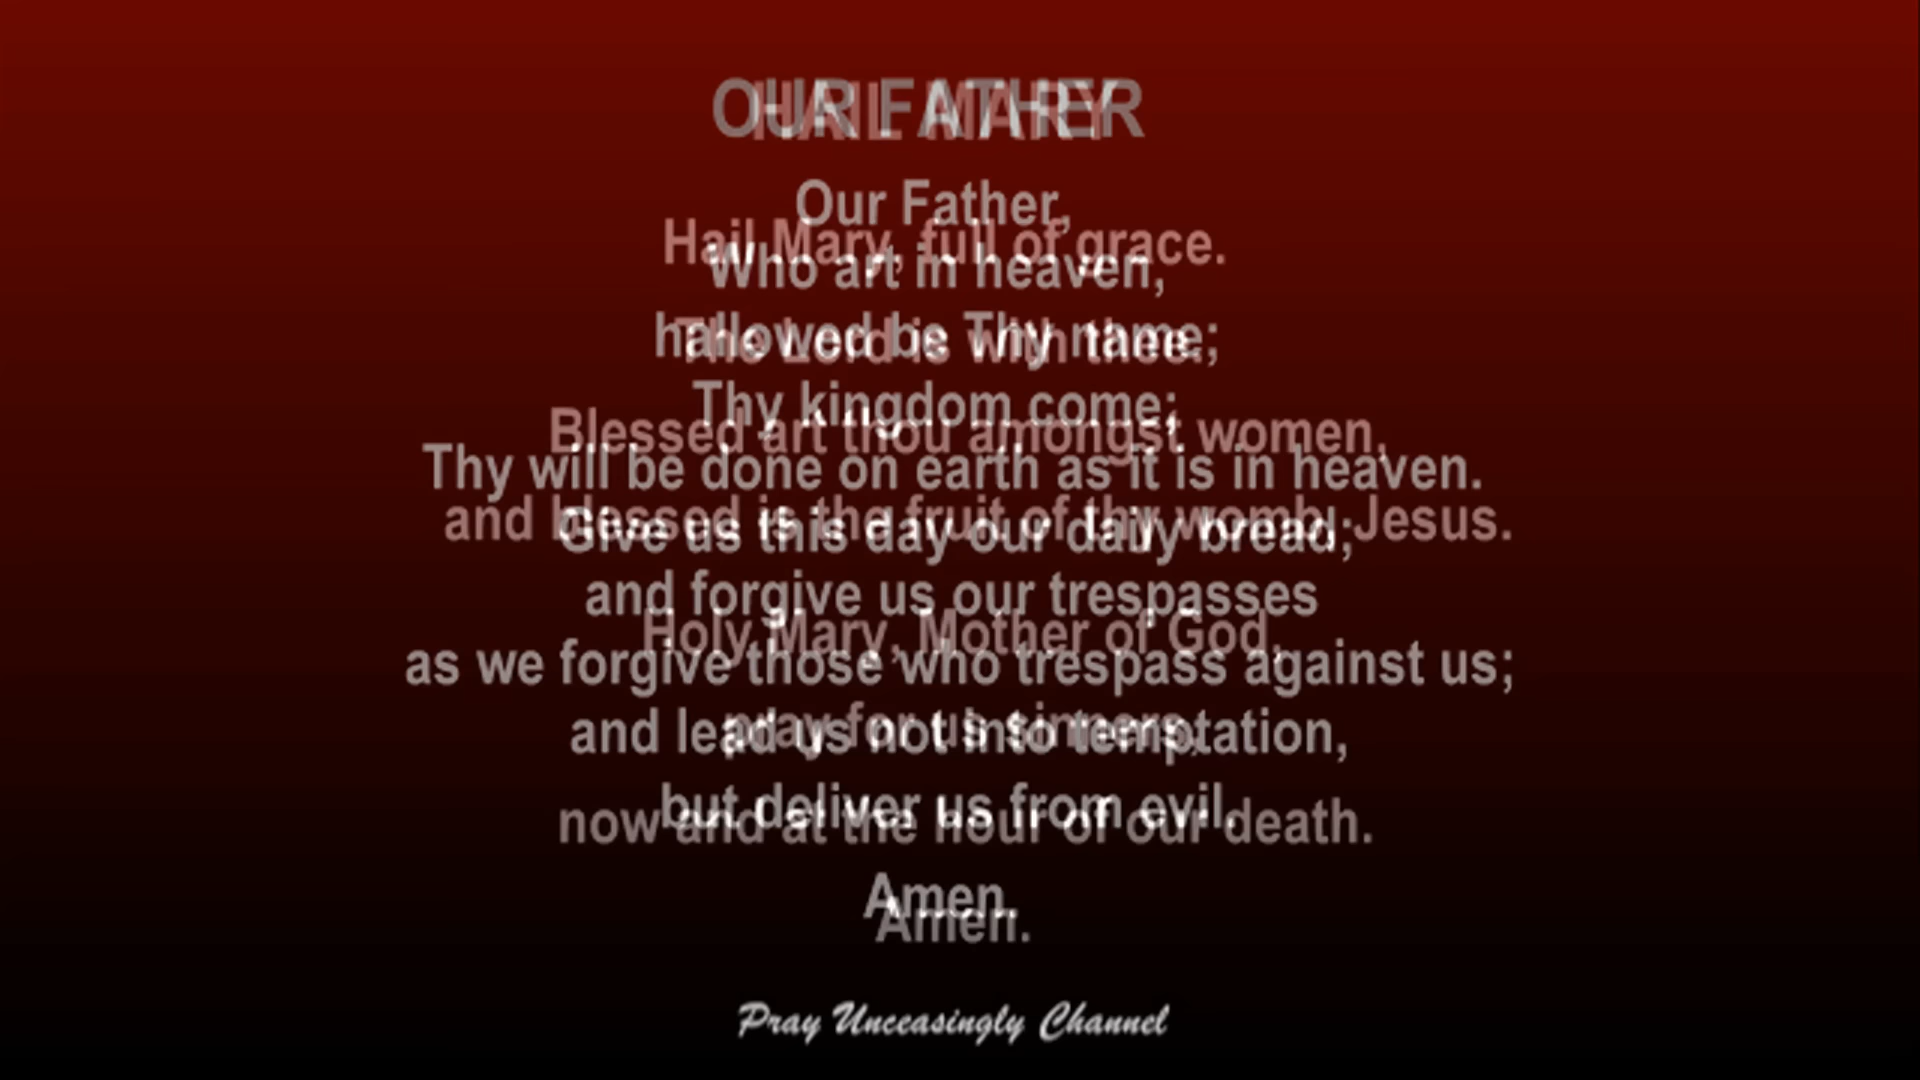 OUR FATHER
HAIL MARY
Our Father,
Hail Mary, full of grace.
Who art in heaven,
hallowed be Thy name;
The Lord is with thee.
Thy kingdom come;
Blessed art thou amongst women,
Thy will be done on earth as it is in heaven.
and blessed is the fruit of thy womb, Jesus.
Give us this day our daily bread;
and forgive us our trespasses
Holy Mary, Mother of God,
as we forgive those who trespass against us;
pray for us sinners,
and lead us not into temptation,
but deliver us from evil.
now and at the hour of our death.
Amen.
Amen.
Pray Unceasingly Channel